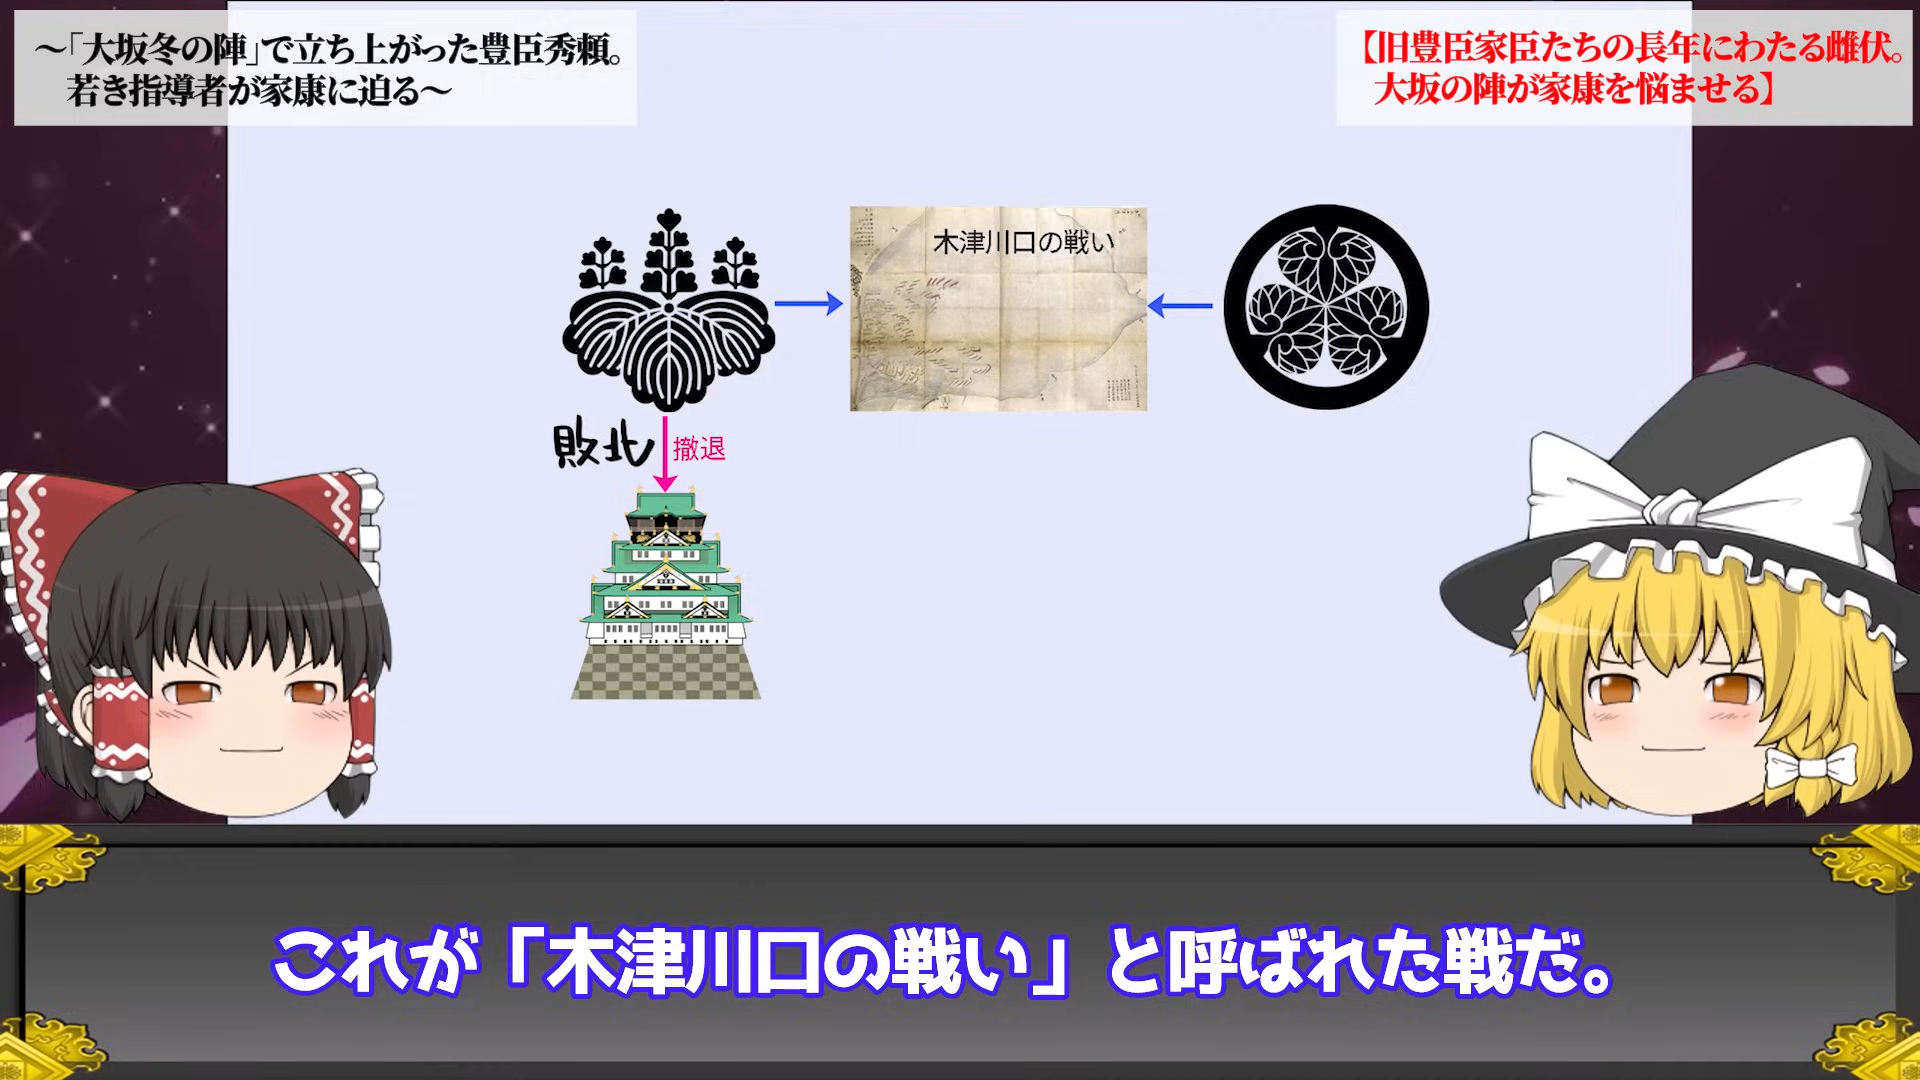 ～「大坂冬の陣」で立ち上がった豊臣秀頼。
若き指導者が家康に迫る～
【旧豊臣家臣たちの長年にわたる雌伏。
大坂の陣が家康を悩ませる】
木津川口の戦い
敗北
撤退
これが「木津川口の戦い」と呼ばれた戦だ。